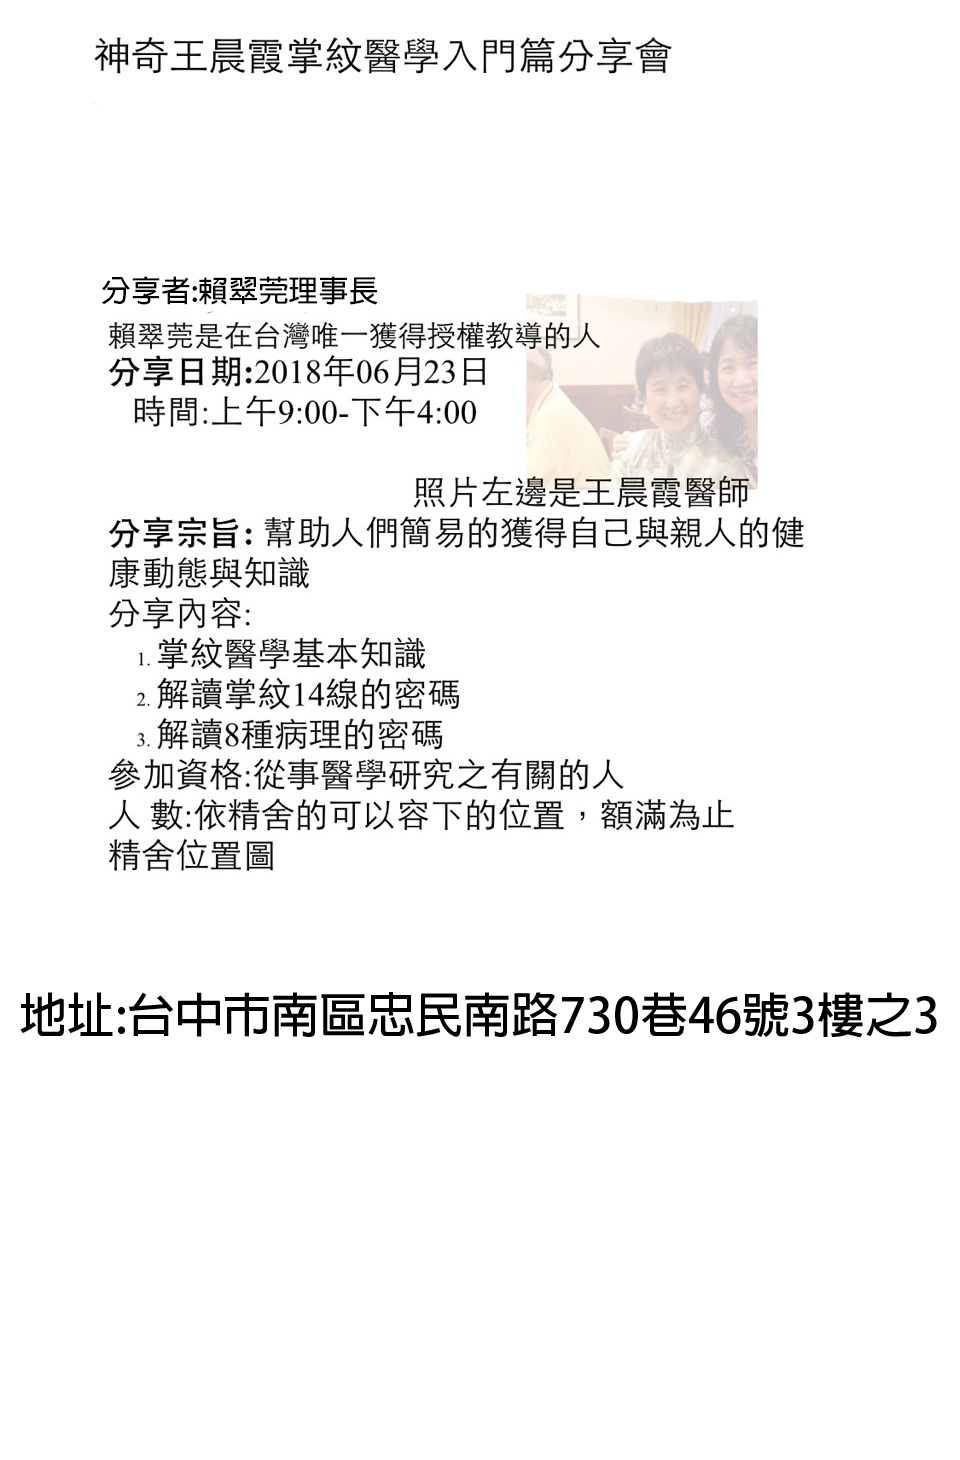 神奇王晨霞掌紋醫學入門篇分享會
分享者:賴翠莞理事長
賴翠莞是在台灣唯一獲得授權教導的人
分享日期:2018年06月23日
時間:上午9:00-下午4:00
照片左邊是王晨霞醫師
分享宗旨: 幫助人們簡易的獲得自己與親人的健
康動態與知識
分享內容:
1. 掌紋醫學基本知識
2. 解讀掌紋14線的密碼
3. 解讀8種病理的密碼
參加資格:從事醫學研究之有關的人
人 數:依精舍的可以容下的位置，額滿為止
精舍位置圖
地址:台中市南區忠民南路730巷46號3樓之3